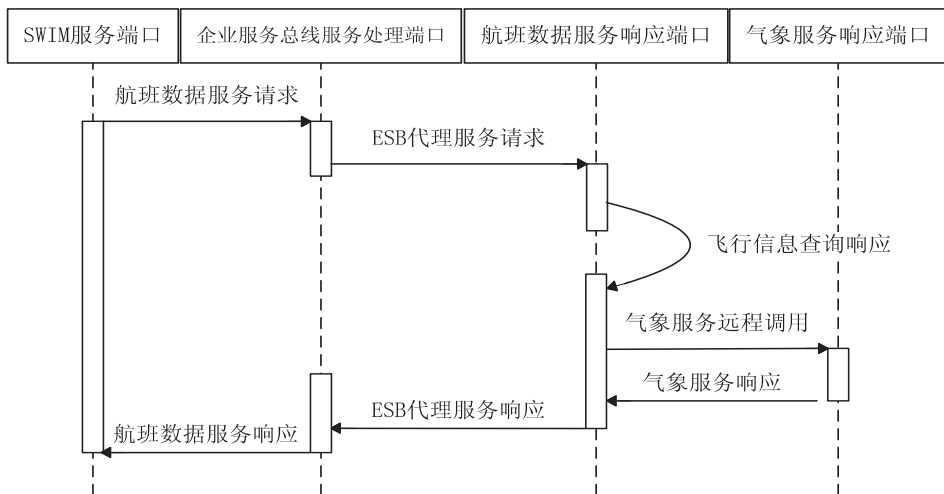 SWIM服务端口
企业服务总线服务处理端口
航班数据服务响应端口
气象服务响应端口
航班数据服务请求
ESB代理服务请求
飞行信息查询响应
气象服务远程调用
气象服务响应
ESB代理服务响应
航班数据服务响应